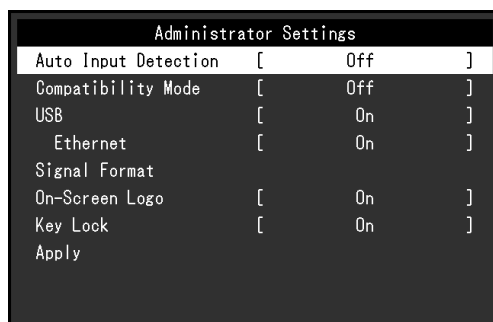 Administrator Settings
Auto Input Detection [ Off ]
Compatibility Mode [ Off ]
USB [ On ]
Ethernet [ On ]
Signal Format
On-Screen Logo [ On ]
Key Lock [ On ]
Apply